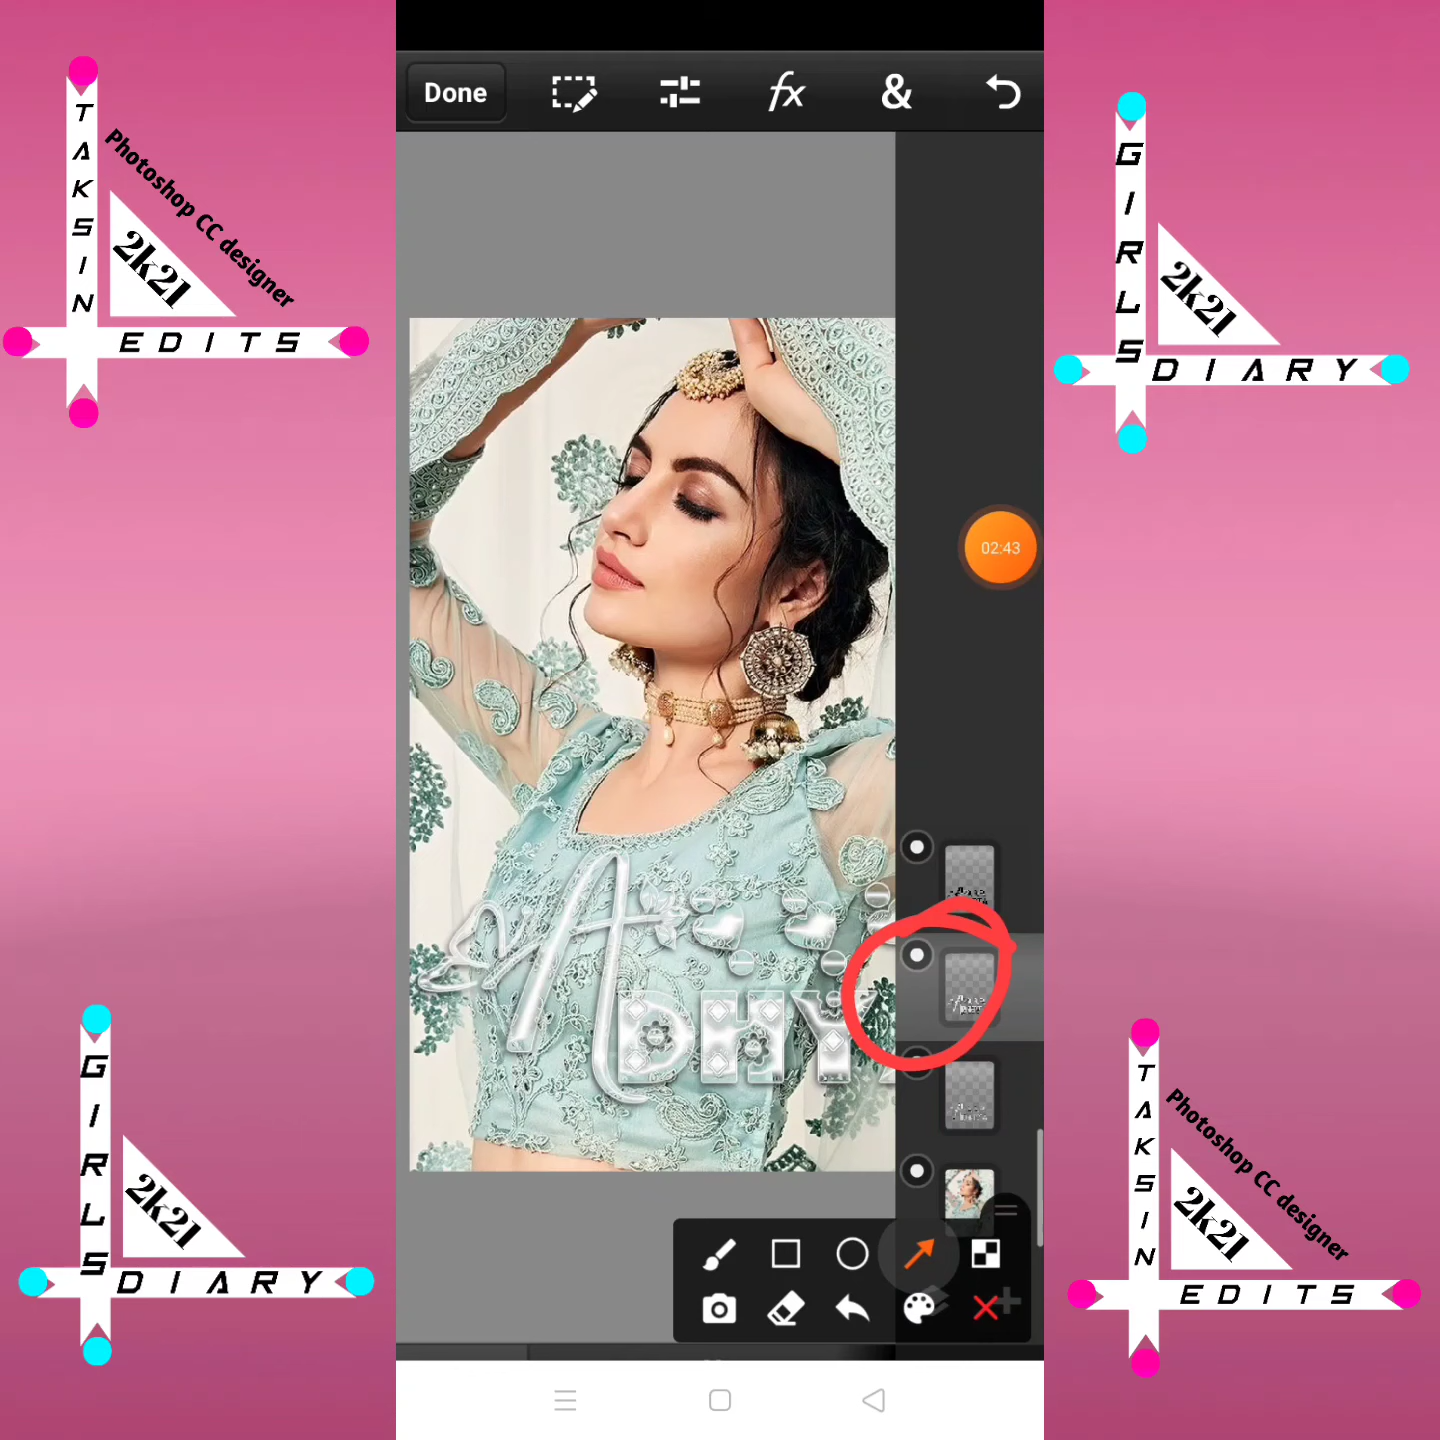 Done
fx
&
TAKSIN
EDITS
Photoshop CC designer
2k21
GIRLS
DIARY
2k21
02:43
A
DHY
GIRLS
DIARY
2k21
TAKSIN
EDITS
Photoshop CC designer
2k21